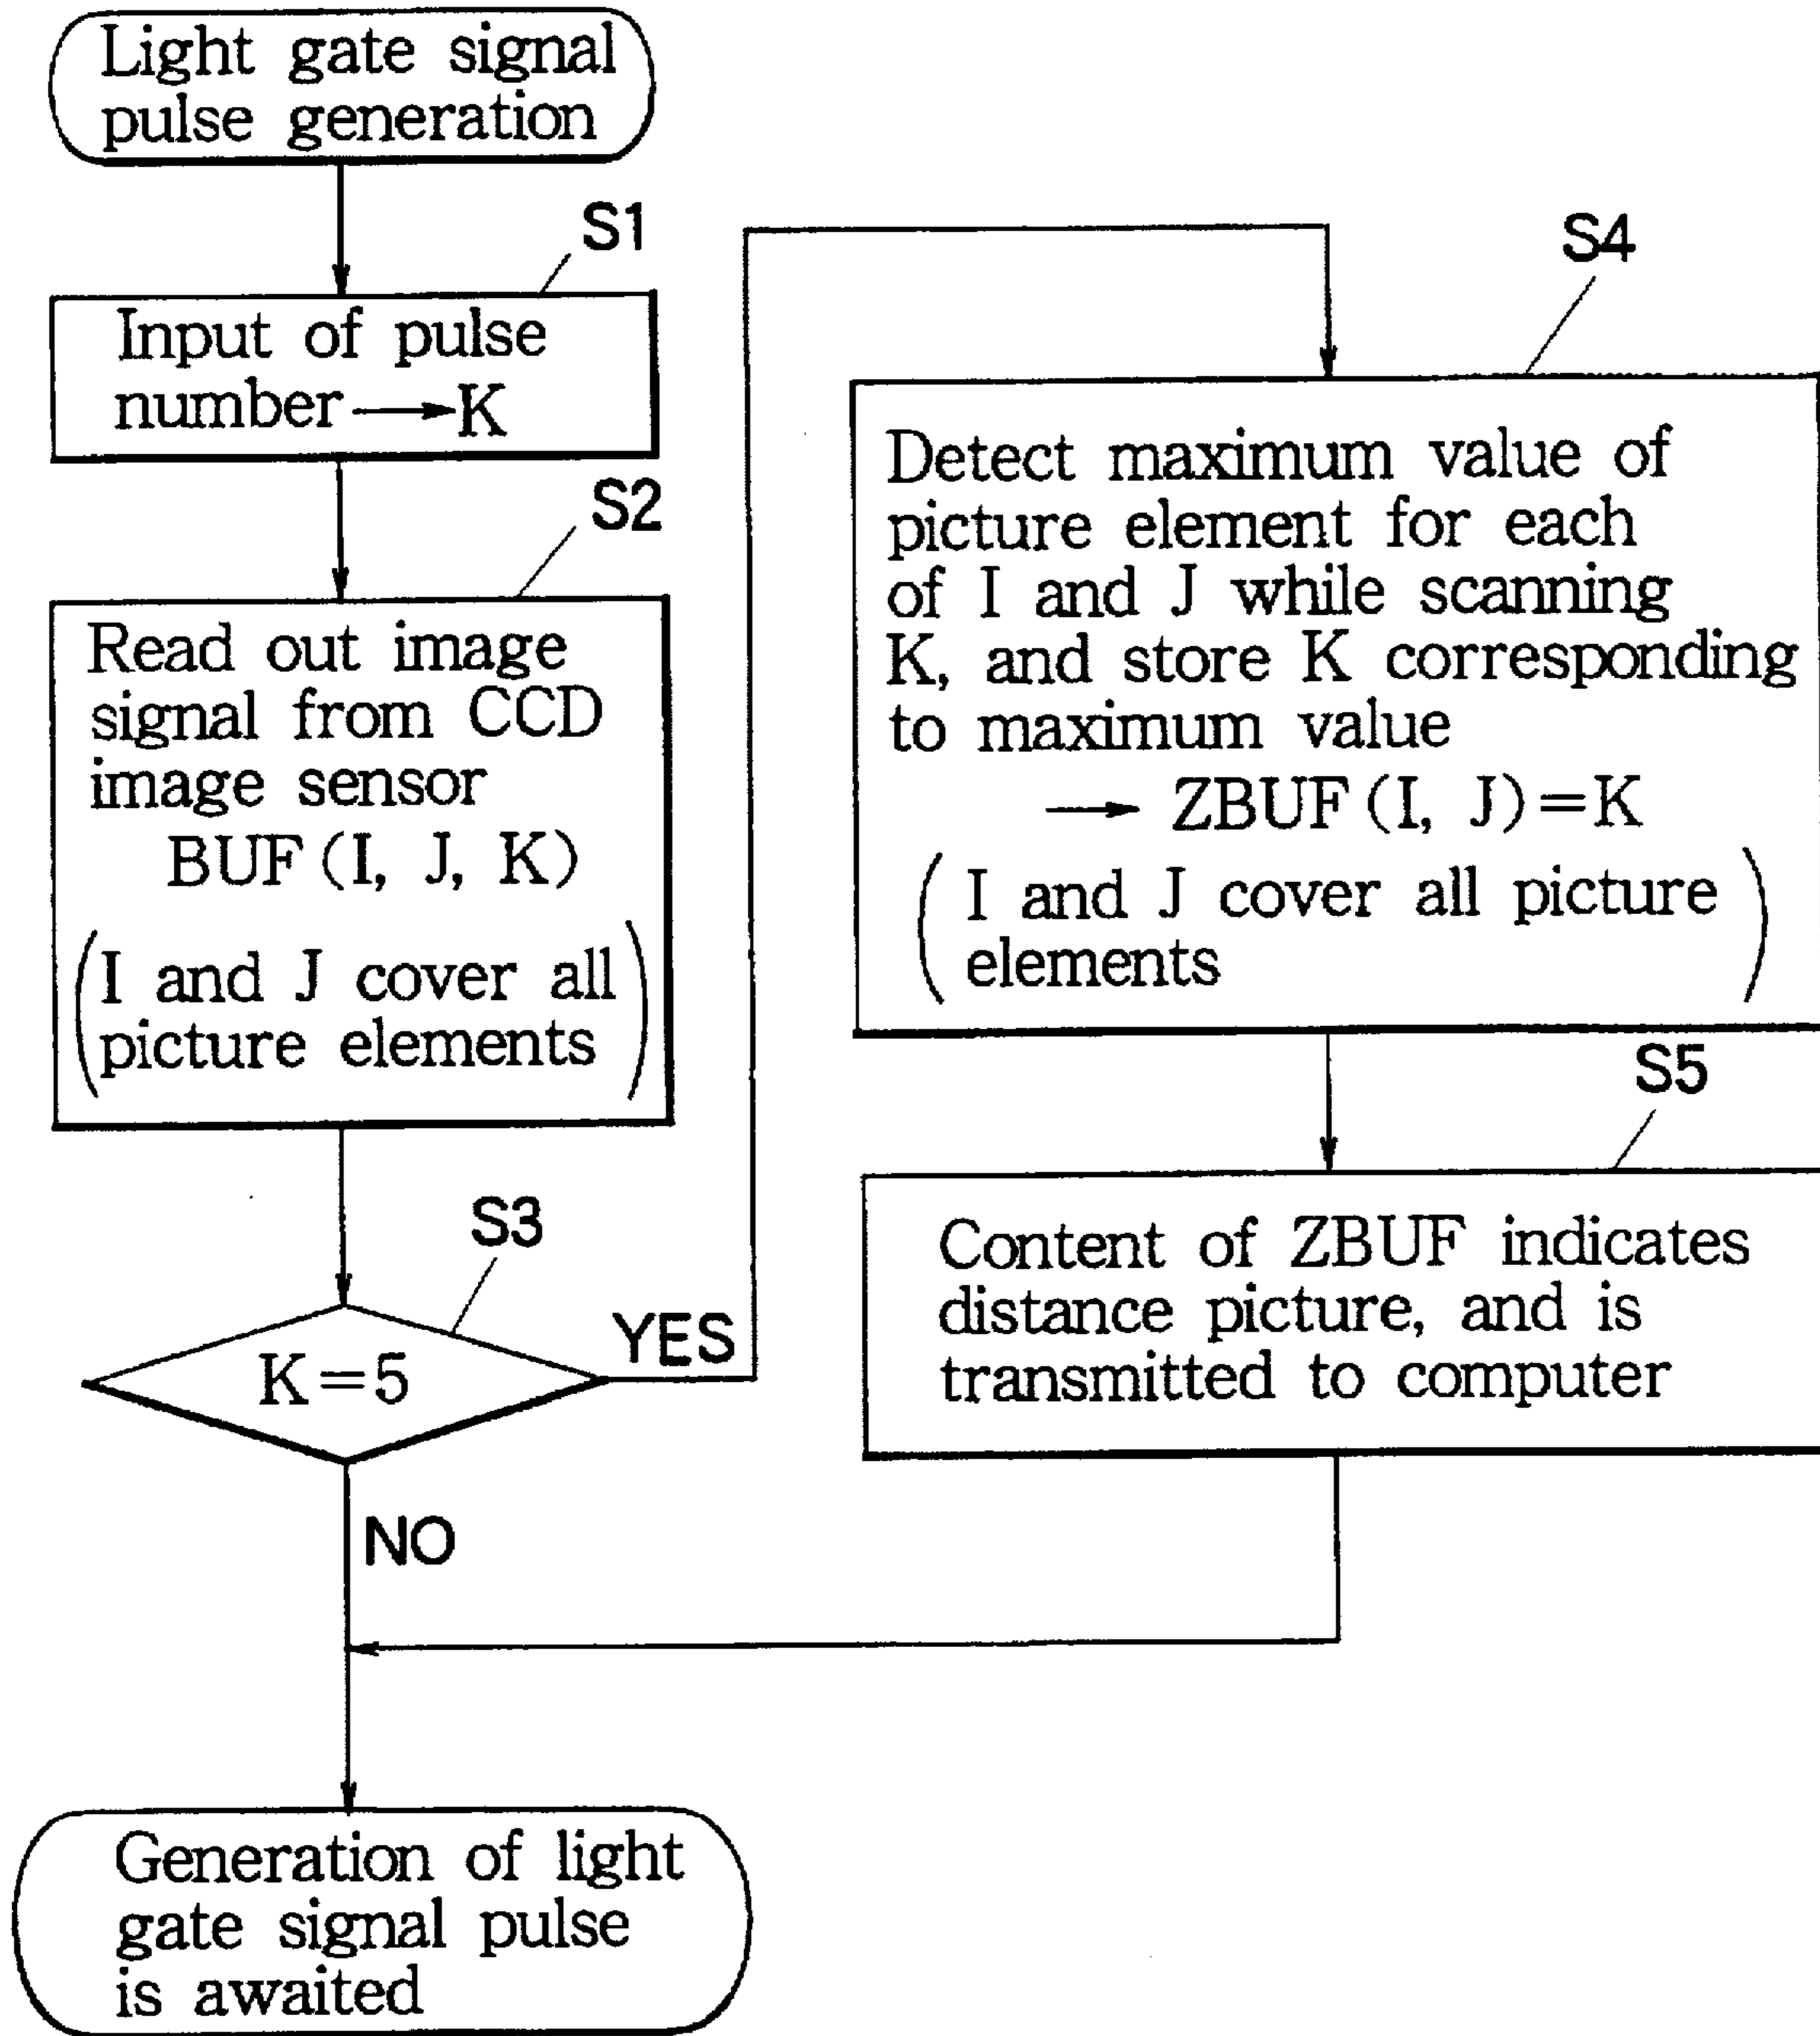 Light gate signal
pulse generation
S1
Input of pulse
number → K
S2
Read out image
signal from CCD
image sensor
BUF (I, J, K)
(I and J cover all
picture elements)
S3
K=5
YES
NO
S4
Detect maximum value of
picture element for each
of I and J while scanning
K, and store K corresponding
to maximum value
→ ZBUF (I, J)=K
(I and J cover all picture
elements)
S5
Content of ZBUF indicates
distance picture, and is
transmitted to computer
Generation of light
gate signal pulse
is awaited